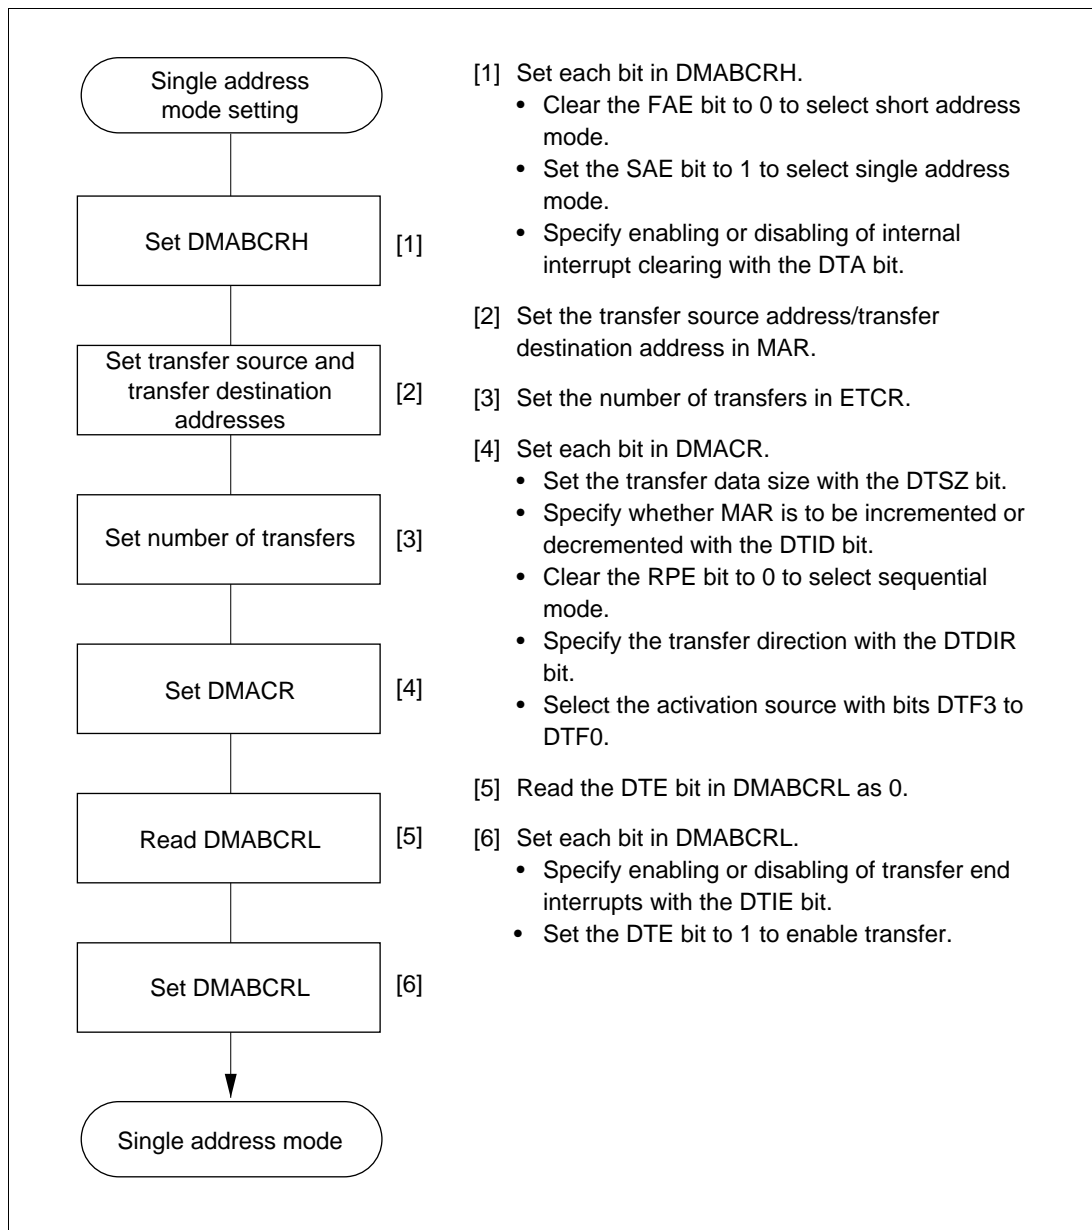 Single address
mode setting
Set DMABCRH
[1]
Set transfer source and
transfer destination
addresses
[2]
Set number of transfers
[3]
Set DMACR
[4]
Read DMABCRL
[5]
Set DMABCRL
[6]
Single address mode
[1] Set each bit in DMABCRH.
• Clear the FAE bit to 0 to select short address
mode.
• Set the SAE bit to 1 to select single address
mode.
• Specify enabling or disabling of internal
interrupt clearing with the DTA bit.
[2] Set the transfer source address/transfer
destination address in MAR.
[3] Set the number of transfers in ETCR.
[4] Set each bit in DMACR.
• Set the transfer data size with the DTSZ bit.
• Specify whether MAR is to be incremented or
decremented with the DTID bit.
• Clear the RPE bit to 0 to select sequential
mode.
• Specify the transfer direction with the DTDIR
bit.
• Select the activation source with bits DTF3 to
DTF0.
[5] Read the DTE bit in DMABCRL as 0.
[6] Set each bit in DMABCRL.
• Specify enabling or disabling of transfer end
interrupts with the DTIE bit.
• Set the DTE bit to 1 to enable transfer.